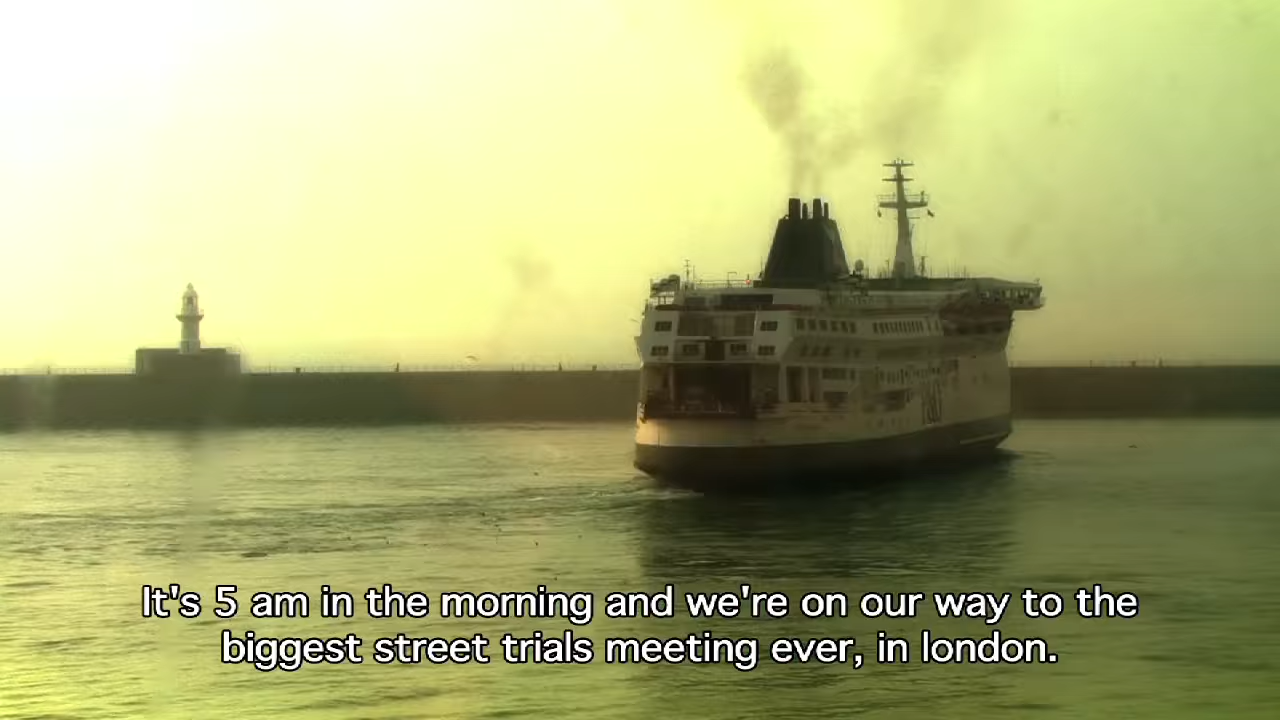 It's 5 am in the morning and we're on our way to the
biggest street trials meeting ever, in london.